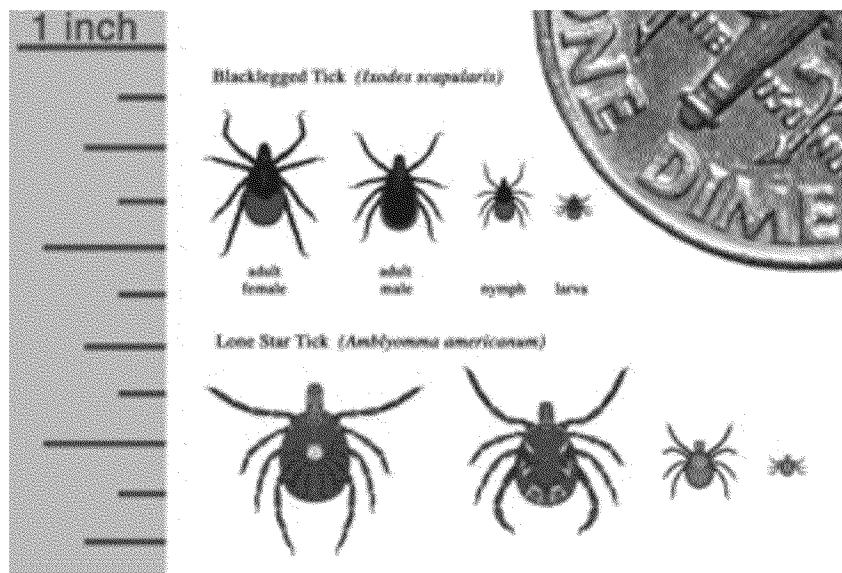 1 inch
Blacklegged Tick (Ixodes scapularis)
ONE DIME
adult female
adult male
nymph
larva
Lone Star Tick (Amblyomma americanum)